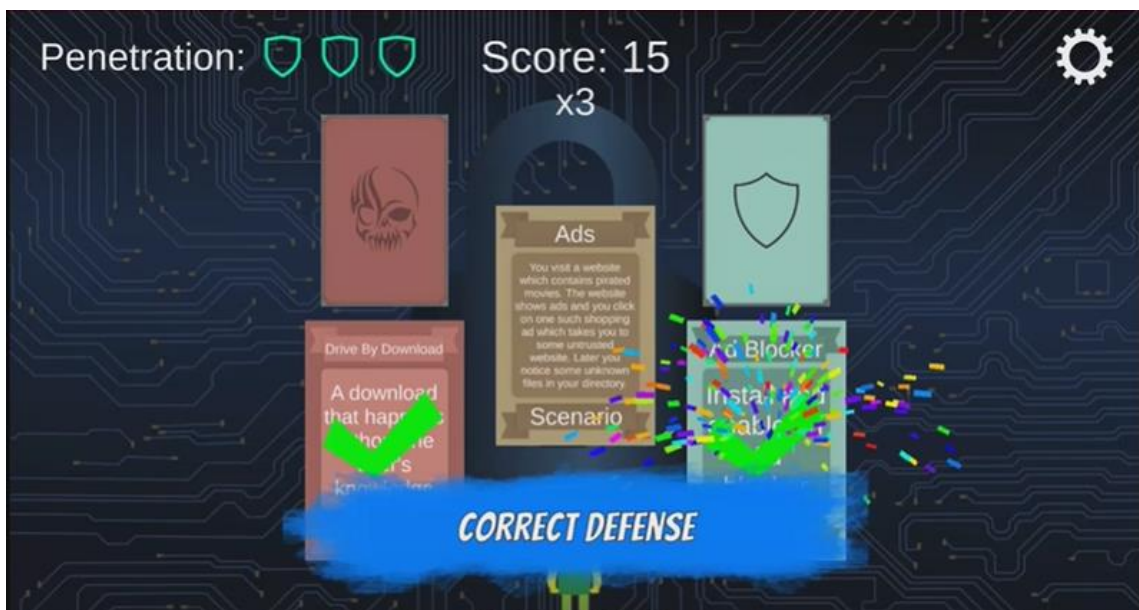 Penetration:
Score: 15
x3
Ads
You visit a website
which contains pirated
movies. The website
shows ads and you click
on one such shopping
ad which takes you to
some untrusted
website. Later you
notice some unknown
files in your directory
Scenario
Drive By Download
A download
that
knowledge
Ad Blocker
CORRECT DEFENSE